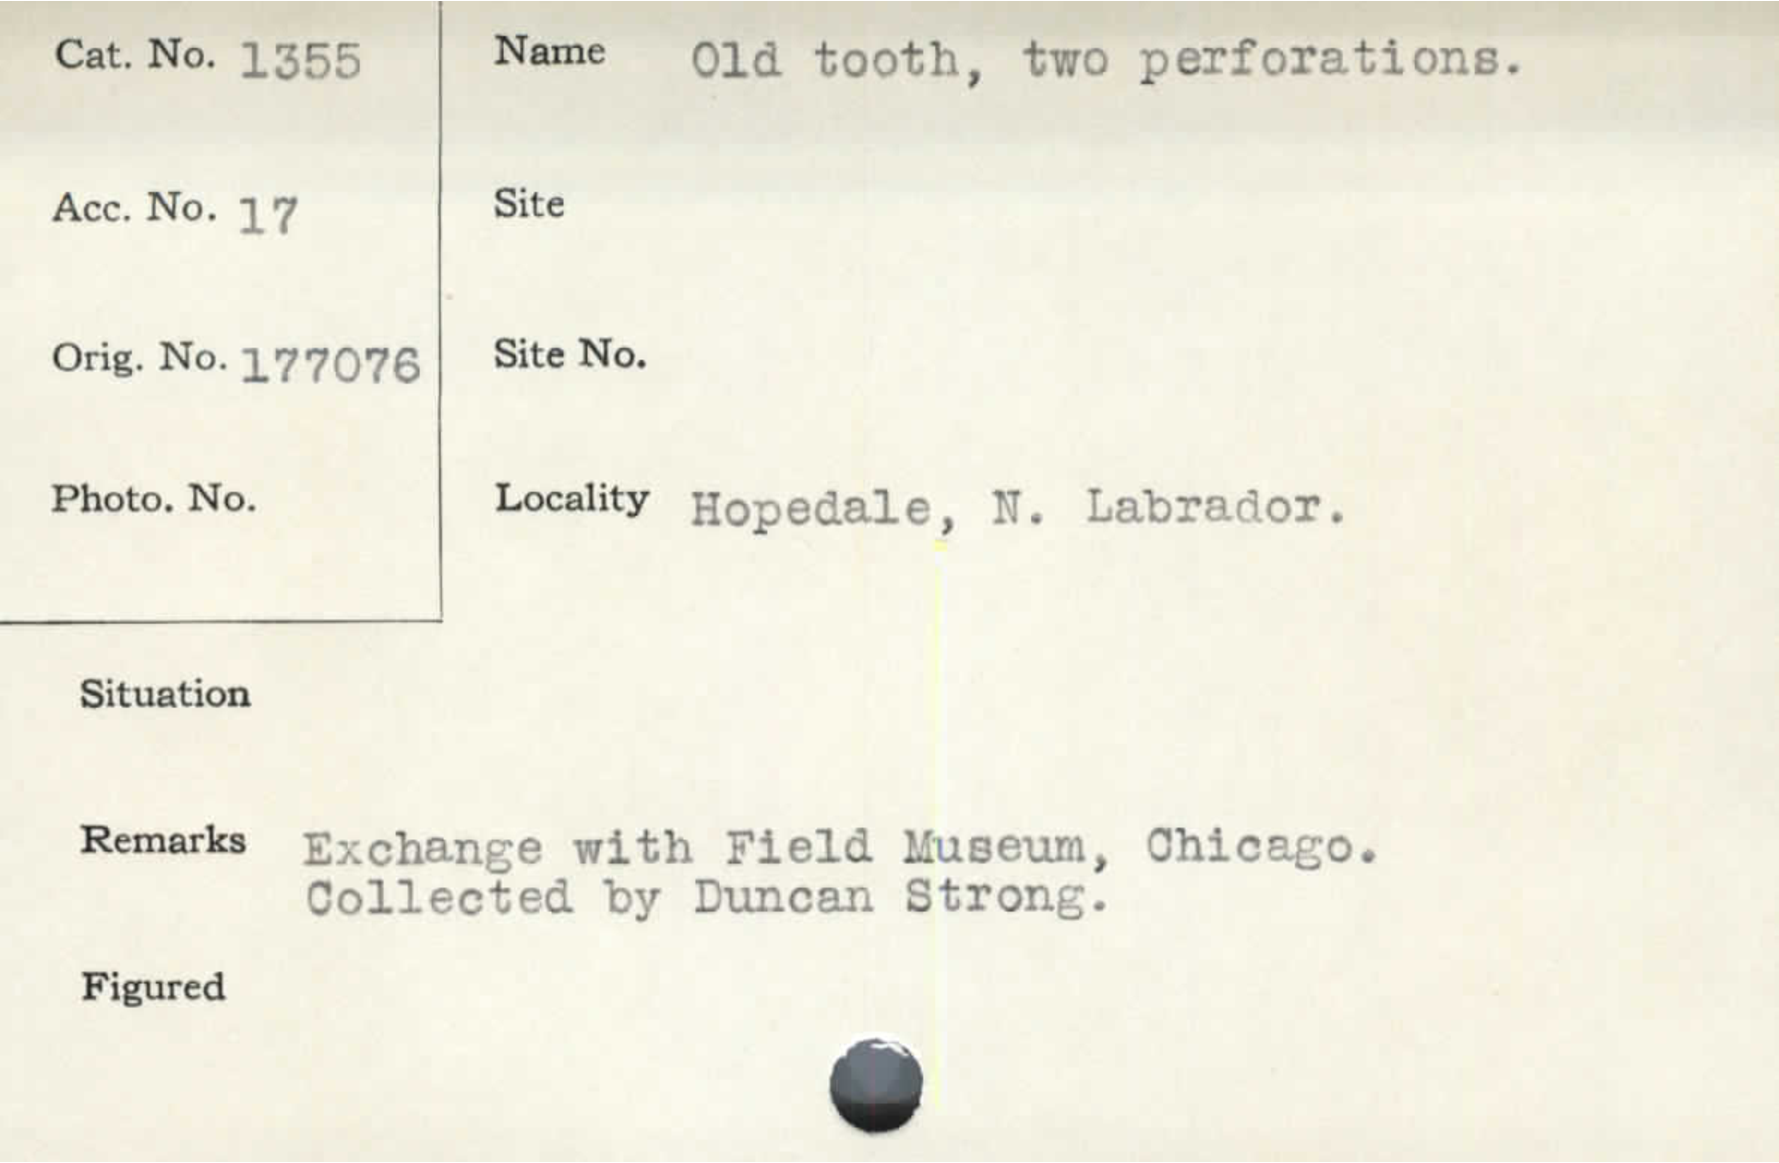 Cat. No. 1355
Name Old tooth, two perforations.
Acc. No. 17
Site
Orig. No. 177076
Site No.
Photo. No.
Locality Hopedale, N. Labrador.
Situation
Remarks Exchange with Field Museum, Chicago.
Collected by Duncan Strong.
Figured